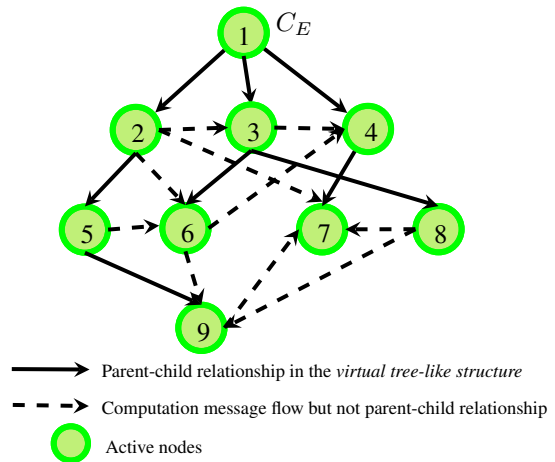 1 C_E
2 3 4
5 6 7 8
9
Parent-child relationship in the virtual tree-like structure
Computation message flow but not parent-child relationship
Active nodes